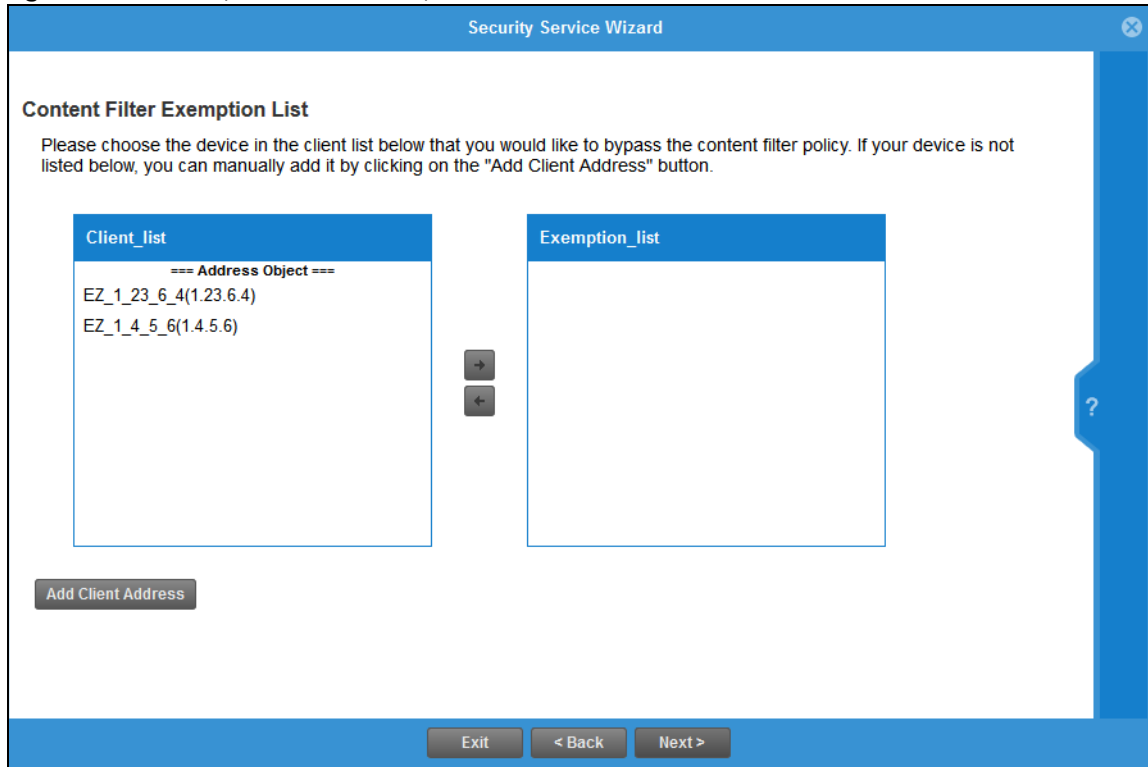 Security Service Wizard
Content Filter Exemption List
Please choose the device in the client list below that you would like to bypass the content filter policy. If your device is not
listed below, you can manually add it by clicking on the "Add Client Address" button.
Client_list
Exemption_list
=== Address Object ===
EZ_1_23_6_4(1.23.6.4)
EZ_1_4_5_6(1.4.5.6)
?
Add Client Address
Exit
< Back
Next >